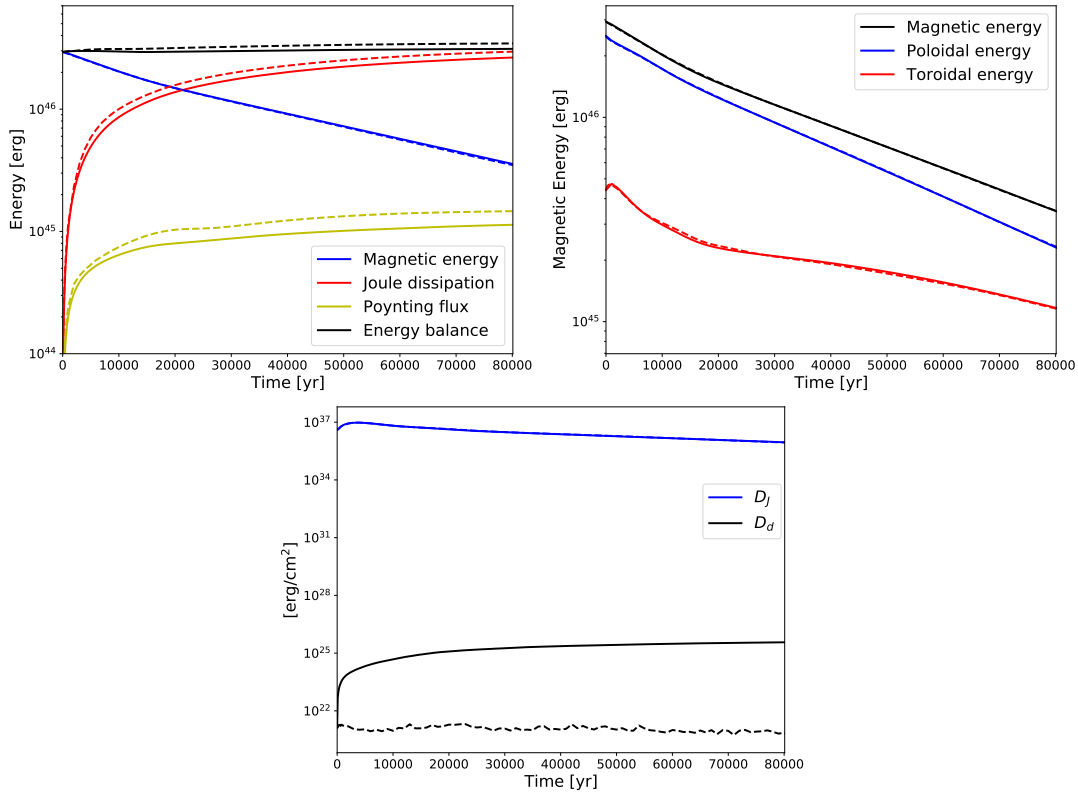 Energy [erg]
10^46
10^45
10^44
Magnetic energy
Joule dissipation
Poynting flux
Energy balance
0 10000 20000 30000 40000 50000 60000 70000 80000
Time [yr]
Magnetic Energy [erg]
10^46
10^45
Magnetic energy
Poloidal energy
Toroidal energy
0 10000 20000 30000 40000 50000 60000 70000 80000
Time [yr]
[erg/cm^2]
10^37
10^34
10^31
10^28
10^25
10^22
D_J
D_d
0 10000 20000 30000 40000 50000 60000 70000 80000
Time [yr]